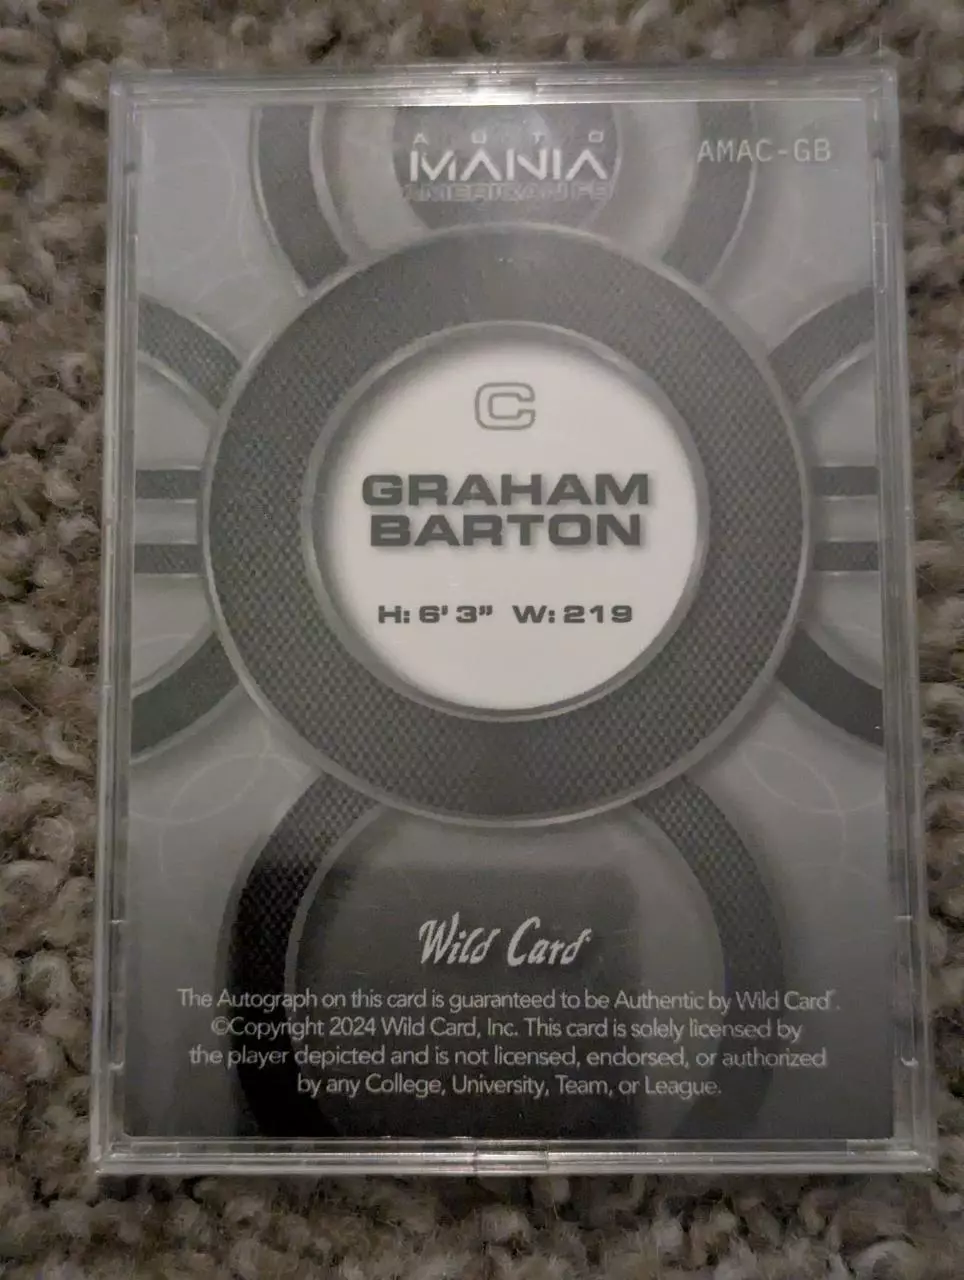 AUTO
MANIA
AMERICAN FB
AMAC-GB
C
GRAHAM
BARTON
H: 6' 3" W: 219
Wild Card
The Autograph on this card is guaranteed to be Authentic by Wild Card.
©Copyright 2024 Wild Card, Inc. This card is solely licensed by
the player depicted and is not licensed, endorsed, or authorized
by any College, University, Team, or League.